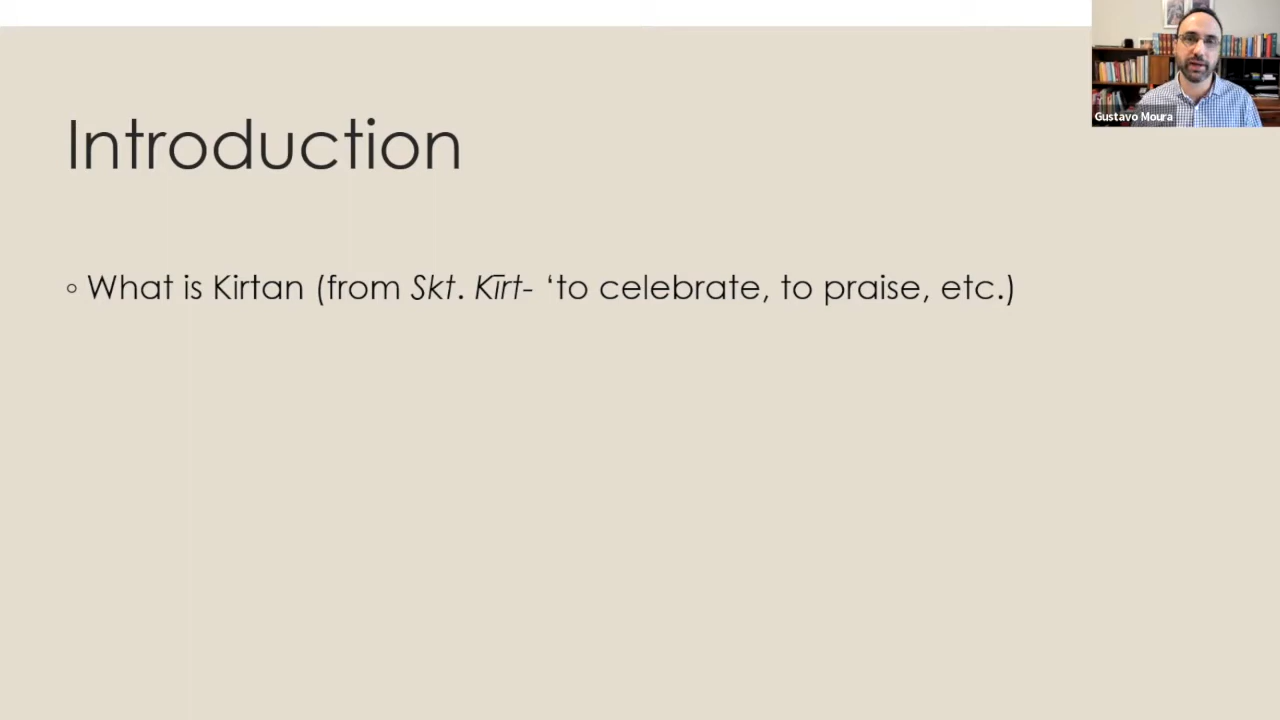 Introduction
◦ What is Kirtan (from Skt. Kīrt- ‘to celebrate, to praise, etc.)
Gustavo Moura